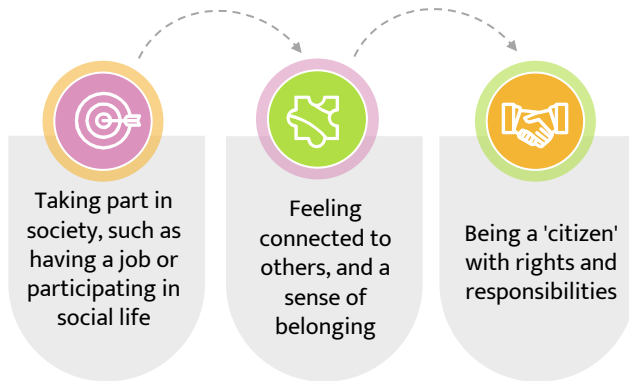 Taking part in
society, such as
having a job or
participating in
social life
Feeling
connected to
others, and a
sense of
belonging
Being a 'citizen'
with rights and
responsibilities